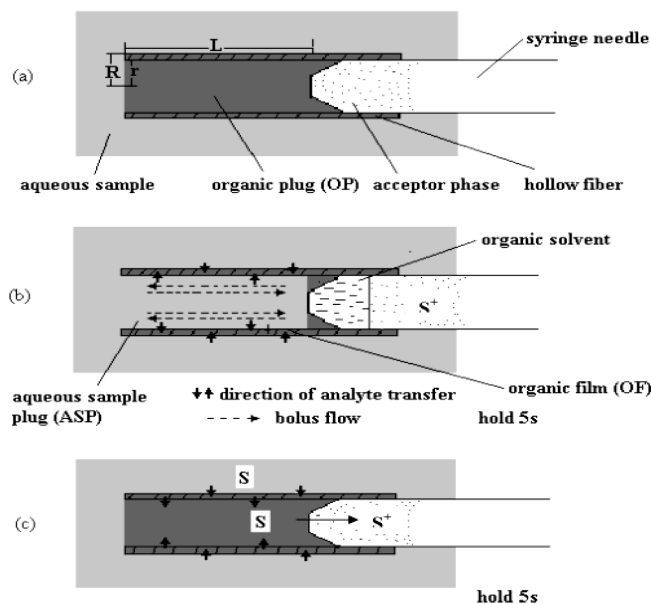 L
(a)
R
r
syringe needle
aqueous sample
organic plug (OP)
acceptor phase
hollow fiber
organic solvent
(b)
S+
aqueous sample
plug (ASP)
direction of analyte transfer
bolus flow
organic film (OF)
hold 5s
S
(c)
S
S+
hold 5s